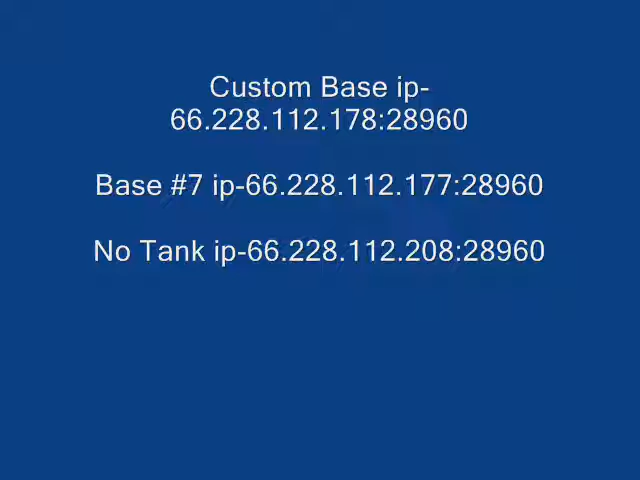 Custom Base ip-
66.228.112.178:28960
Base #7 ip-66.228.112.177:28960
No Tank ip-66.228.112.208:28960